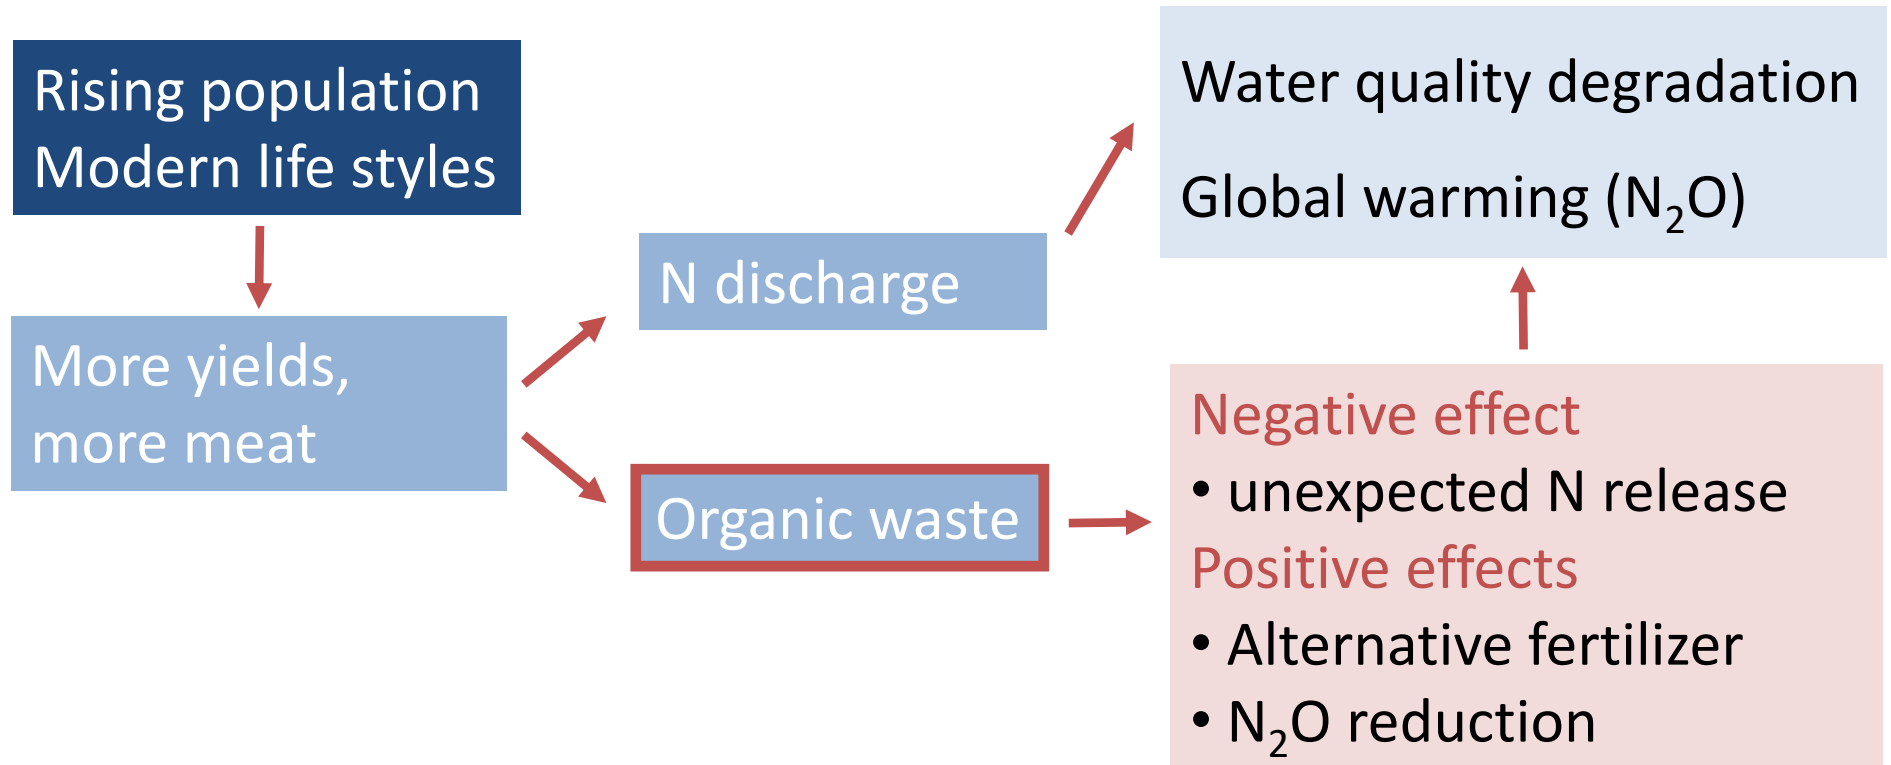 Rising population
Modern life styles
More yields,
more meat
N discharge
Organic waste
Water quality degradation
Global warming (N₂O)
Negative effect
• unexpected N release
Positive effects
• Alternative fertilizer
• N₂O reduction